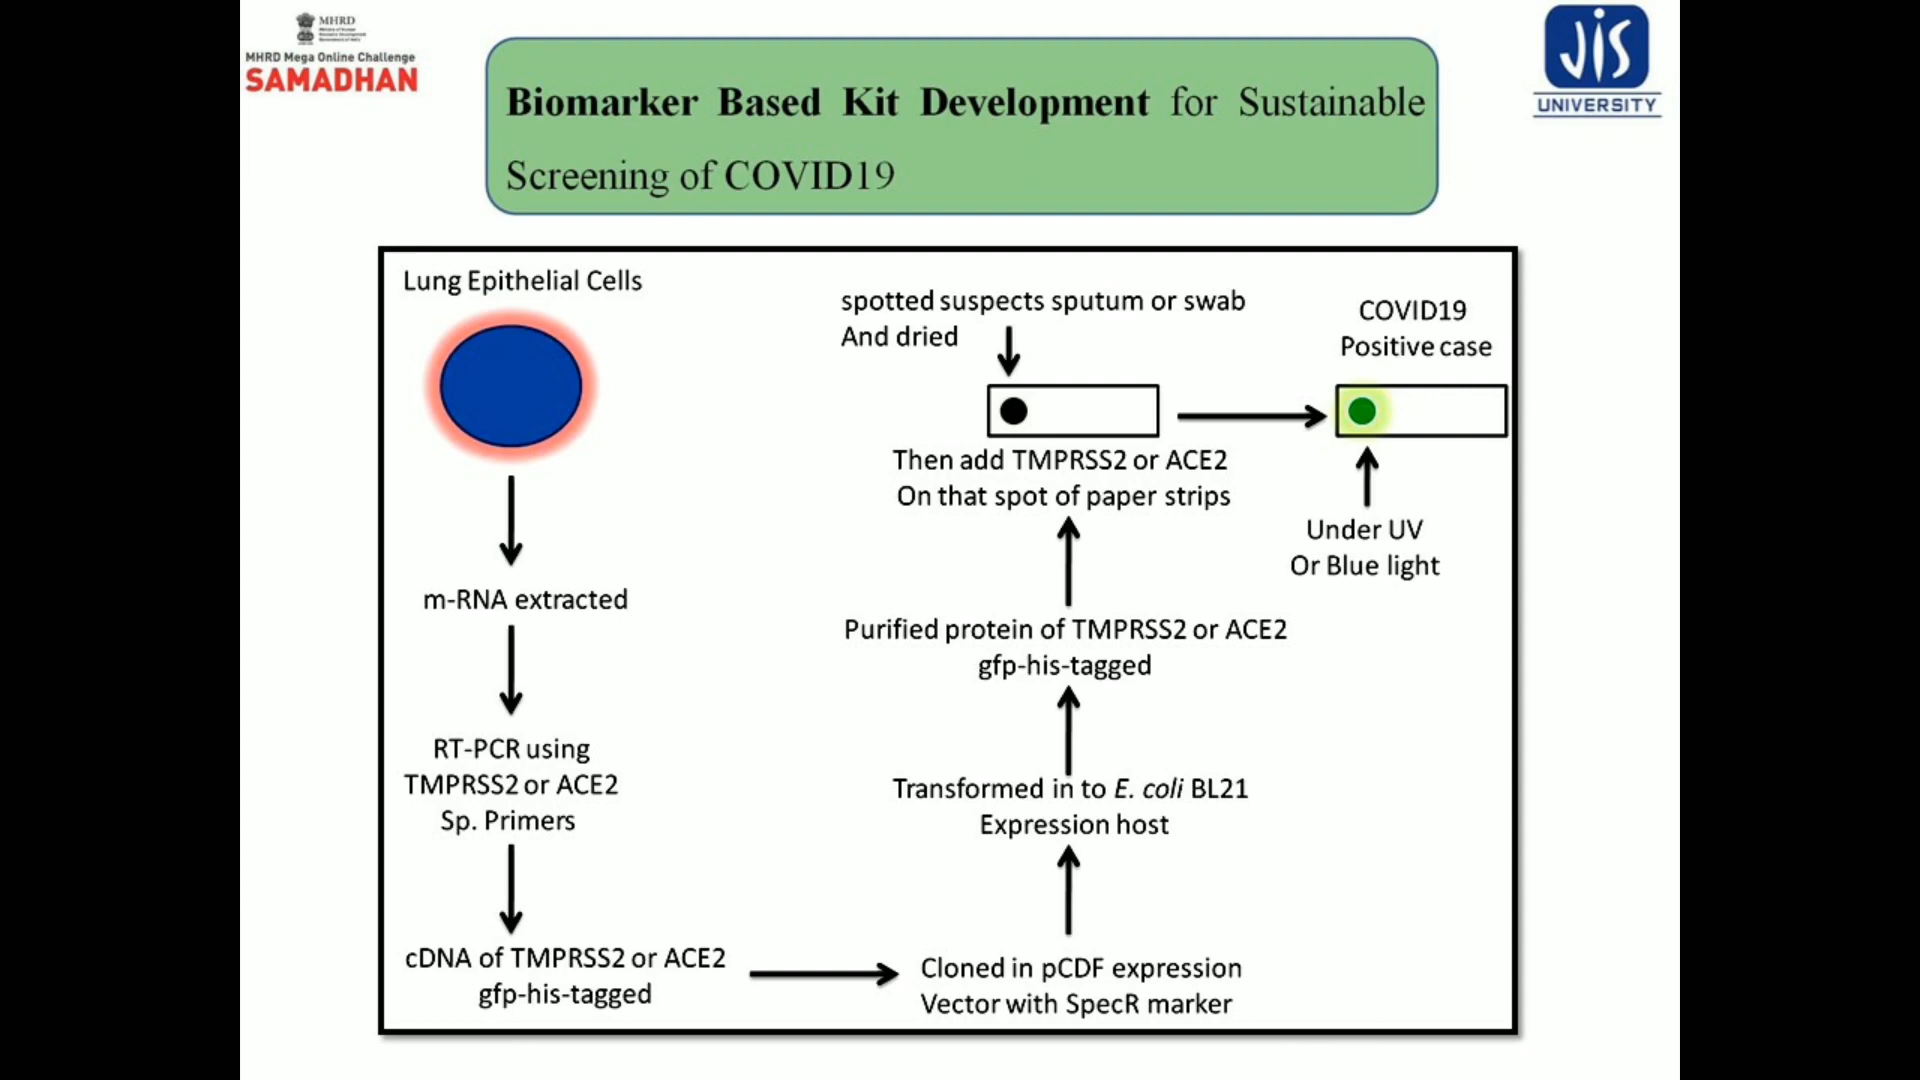 MHRD
MHRD Mega Online Challenge
SAMADHAN
JIS
UNIVERSITY
Biomarker Based Kit Development for Sustainable
Screening of COVID19
Lung Epithelial Cells
m-RNA extracted
RT-PCR using
TMPRSS2 or ACE2
Sp. Primers
cDNA of TMPRSS2 or ACE2
gfp-his-tagged
Cloned in pCDF expression
Vector with SpecR marker
Transformed in to E. coli BL21
Expression host
Purified protein of TMPRSS2 or ACE2
gfp-his-tagged
Then add TMPRSS2 or ACE2
On that spot of paper strips
spotted suspects sputum or swab
And dried
COVID19
Positive case
Under UV
Or Blue light